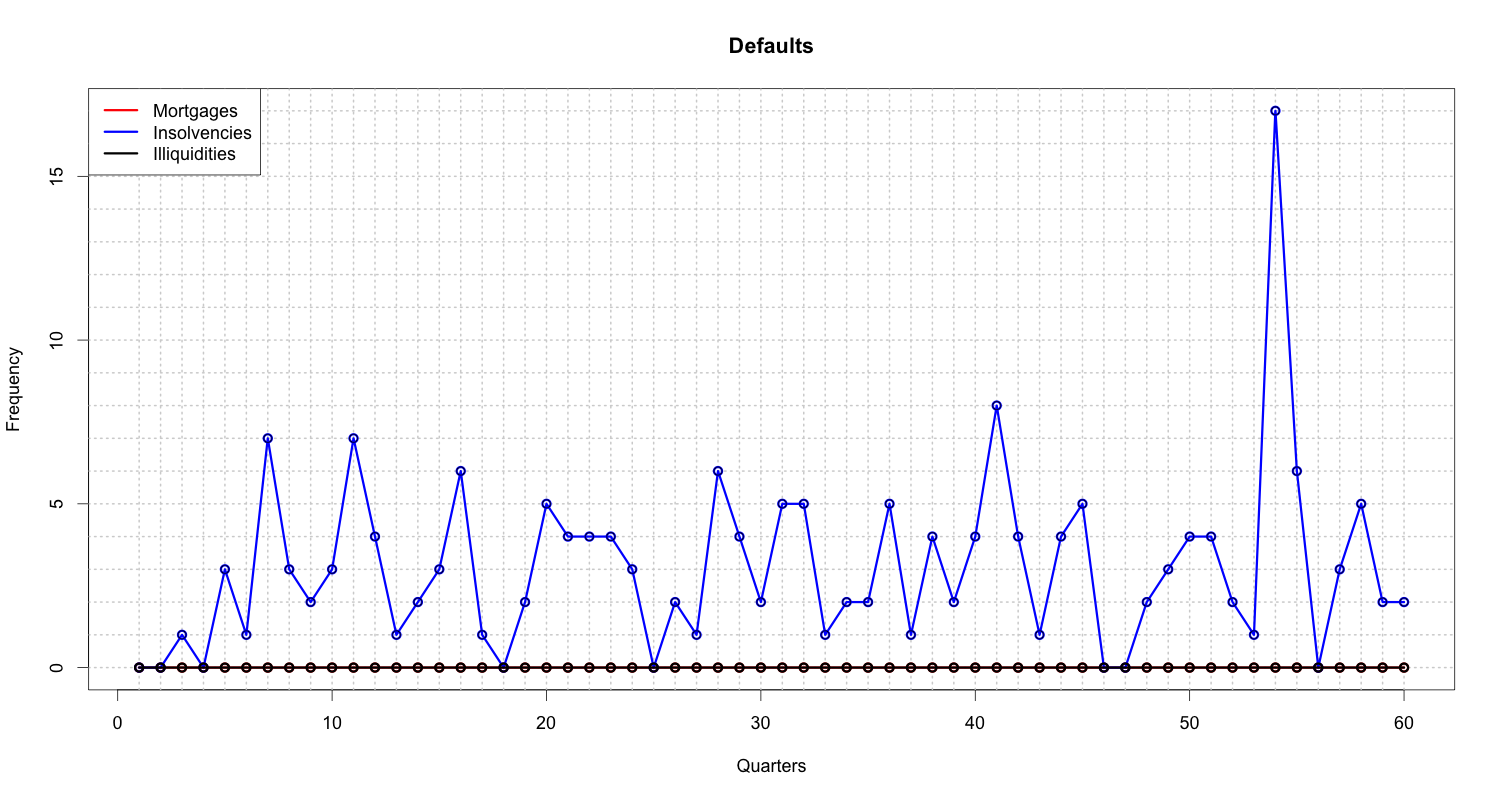 Defaults
Mortgages
Insolvencies
Illiquidities
Frequency
15
10
5
0
0 10 20 30 40 50 60
Quarters